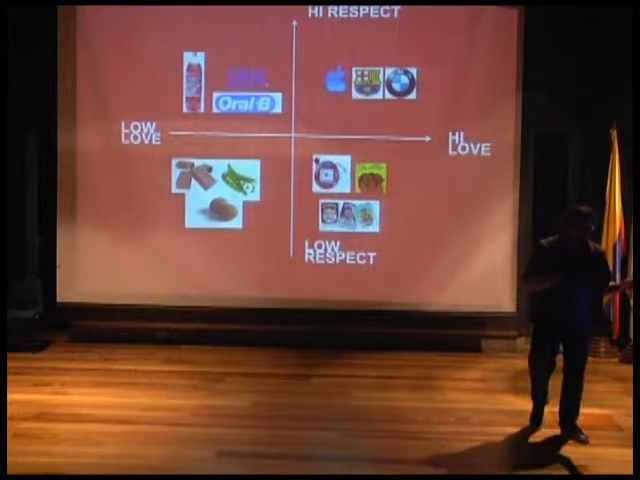 HI RESPECT
Oral-B
LOW
LOVE
HI
LOVE
LOW
RESPECT